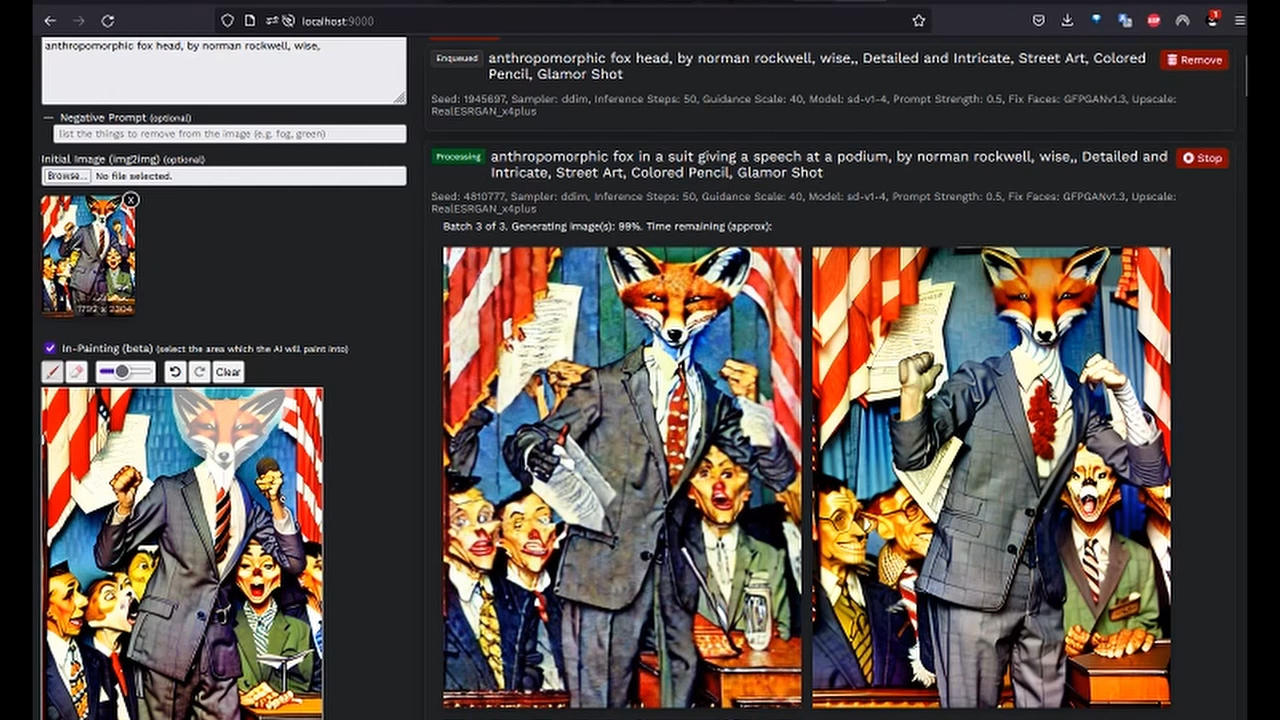 localhost:9000
1
anthropomorphic fox head, by norman rockwell, wise,
Negative Prompt (optional)
list the things to remove from the image (e.g. fog, green)
Initial Image (img2img) (optional)
Browse... No file selected.
X
1792 x 2304
In-Painting (beta) (select the area which the AI will paint into)
Clear
Enqueued anthropomorphic fox head, by norman rockwell, wise,, Detailed and Intricate, Street Art, Colored
Pencil, Glamor Shot
Remove
Seed: 1945697, Sampler: ddim, Inference Steps: 50, Guidance Scale: 40, Model: sd-v1-4, Prompt Strength: 0.5, Fix Faces: GFPGANv1.3, Upscale:
RealESRGAN_x4plus
Processing anthropomorphic fox in a suit giving a speech at a podium, by norman rockwell, wise,, Detailed and
Intricate, Street Art, Colored Pencil, Glamor Shot
Stop
Seed: 4810777, Sampler: ddim, Inference Steps: 50, Guidance Scale: 40, Model: sd-v1-4, Prompt Strength: 0.5, Fix Faces: GFPGANv1.3, Upscale:
RealESRGAN_x4plus
Batch 3 of 3. Generating image(s): 99%. Time remaining (approx):